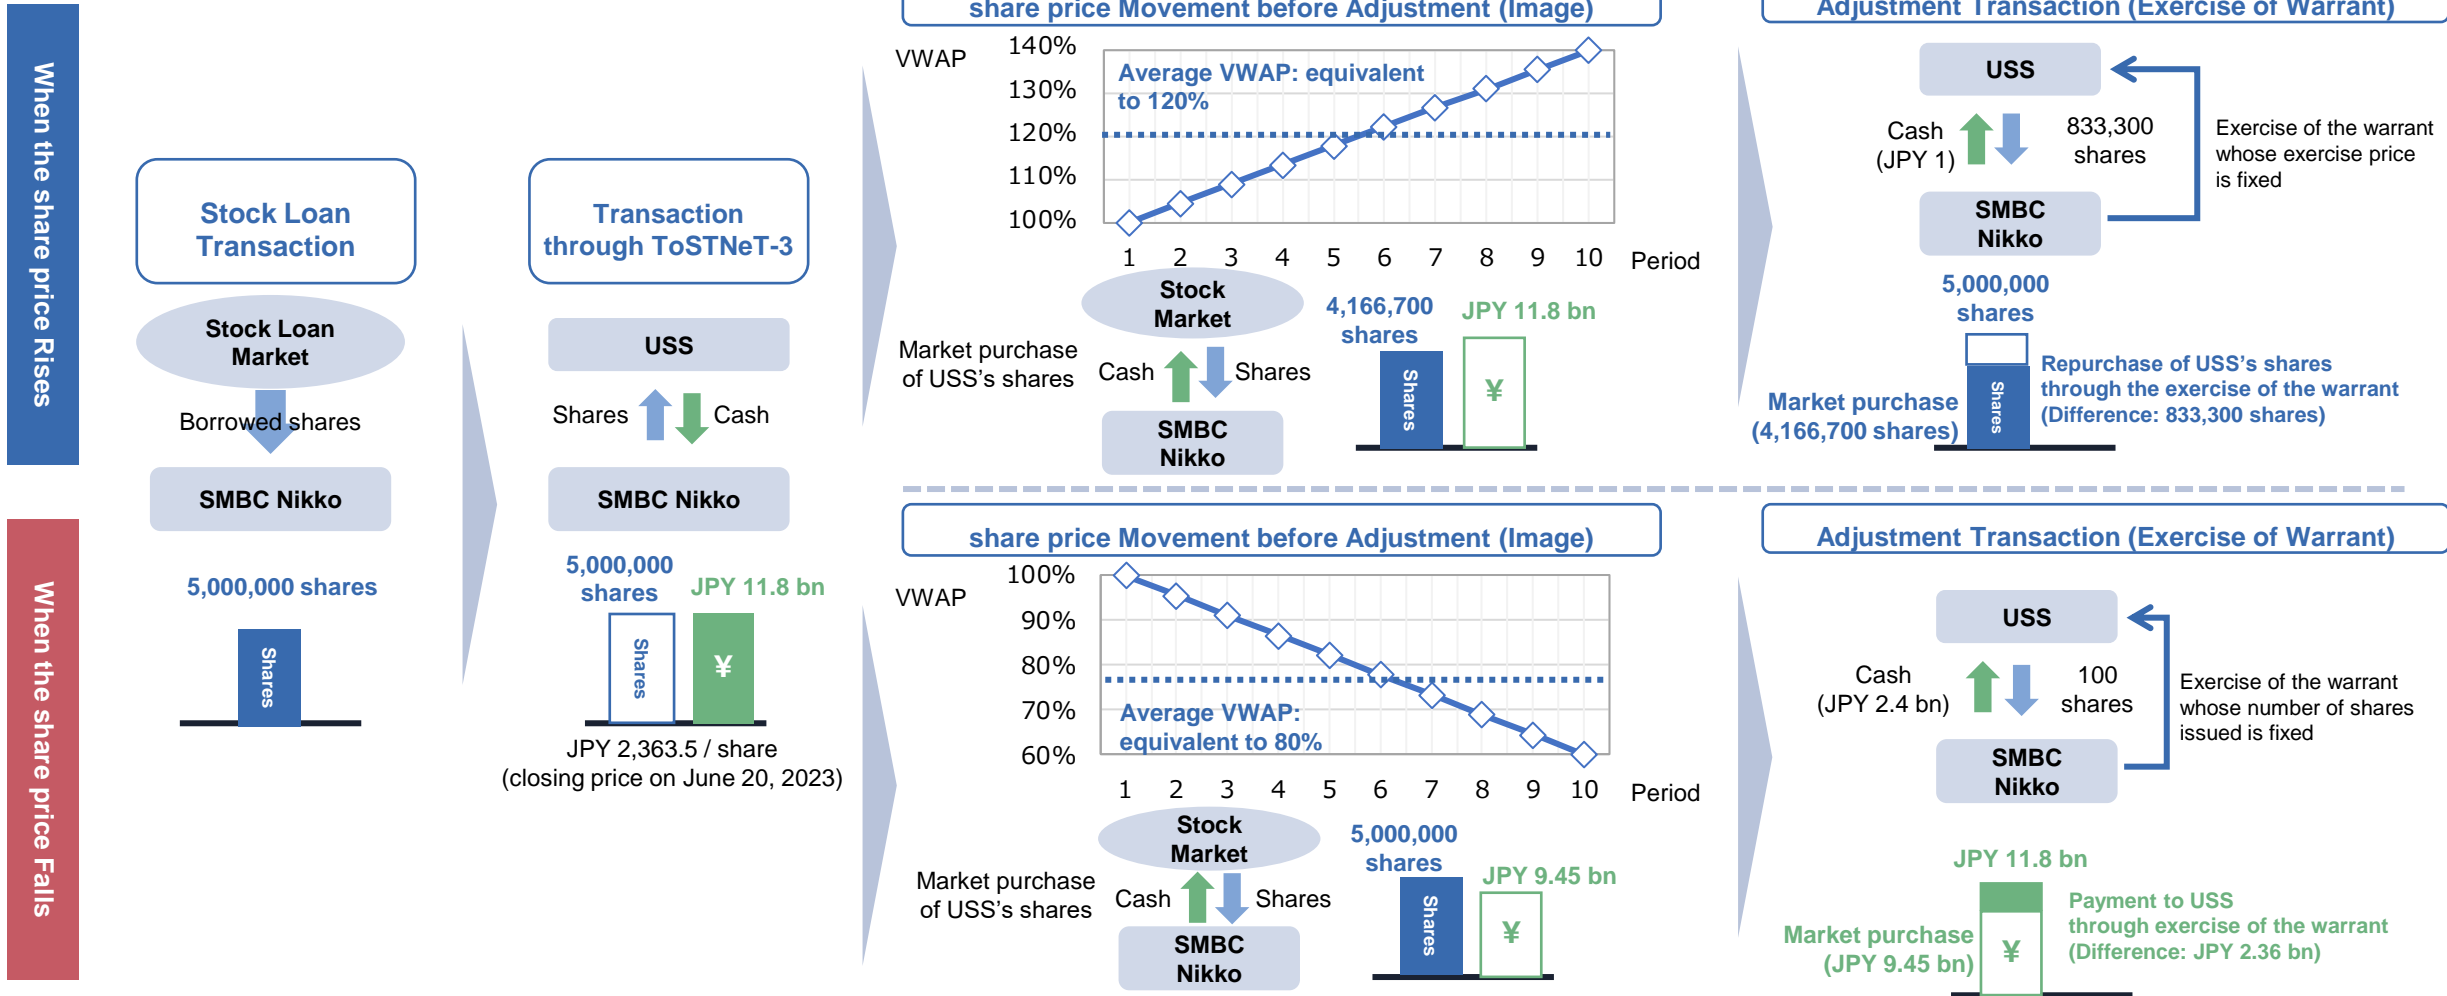 When the share price Rises
Stock Loan
Transaction
Stock Loan
Market
Borrowed shares
SMBC Nikko
5,000,000 shares
Shares
Transaction
through ToSTNeT-3
USS
Shares
Cash
SMBC Nikko
5,000,000
shares
JPY 11.8 bn
Shares
¥
JPY 2,363.5 / share
(closing price on June 20, 2023)
share price Movement before Adjustment (Image)
VWAP
140%
130%
120%
110%
100%
Average VWAP: equivalent
to 120%
1 2 3 4 5 6 7 8 9 10
Period
Stock
Market
Market purchase
of USS's shares
Cash
Shares
SMBC
Nikko
4,166,700
shares
JPY 11.8 bn
Shares
¥
Adjustment Transaction (Exercise of Warrant)
USS
Cash
(JPY 1)
833,300
shares
Exercise of the warrant
whose exercise price
is fixed
SMBC
Nikko
5,000,000
shares
Shares
Market purchase
(4,166,700 shares)
Repurchase of USS's shares
through the exercise of the warrant
(Difference: 833,300 shares)
When the share price Falls
share price Movement before Adjustment (Image)
VWAP
100%
90%
80%
70%
60%
Average VWAP:
equivalent to 80%
1 2 3 4 5 6 7 8 9 10
Period
Stock
Market
Market purchase
of USS's shares
Cash
Shares
SMBC
Nikko
5,000,000
shares
JPY 9.45 bn
Shares
¥
Adjustment Transaction (Exercise of Warrant)
USS
Cash
(JPY 2.4 bn)
100
shares
Exercise of the warrant
whose number of shares
issued is fixed
SMBC
Nikko
JPY 11.8 bn
¥
Market purchase
(JPY 9.45 bn)
Payment to USS
through exercise of the warrant
(Difference: JPY 2.36 bn)